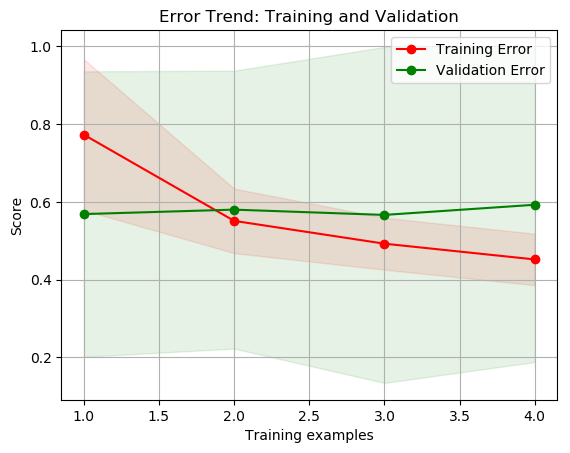 Error Trend: Training and Validation
Training Error
Validation Error
Score
1.0
0.8
0.6
0.4
0.2
1.0 1.5 2.0 2.5 3.0 3.5 4.0
Training examples